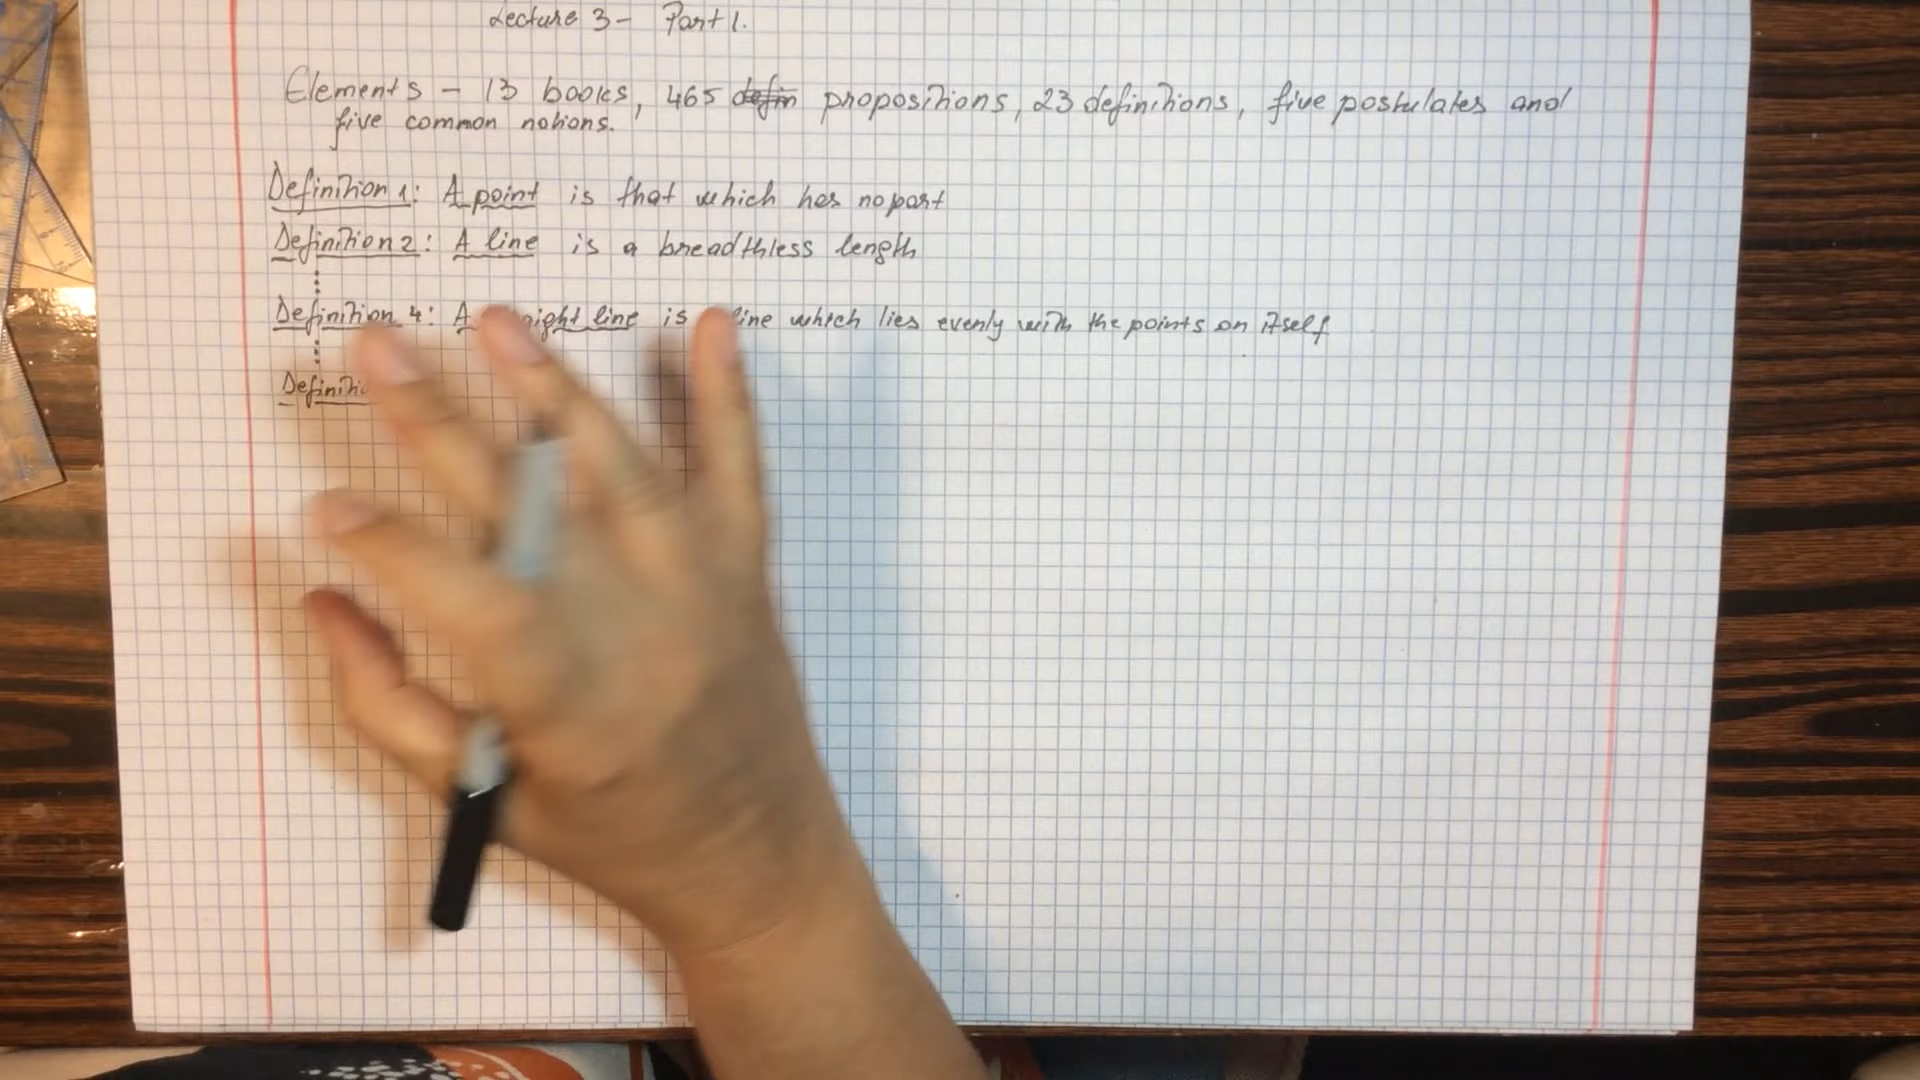 Lecture 3 - Part 1.
Elements - 13 books, 465 defin propositions, 23 definitions, five postulates and
five common notions.
Definition 1: A point is that which has no part
Definition 2: A line is a breadthless length
Definition 4: A line is which lies evenly with the points on itself